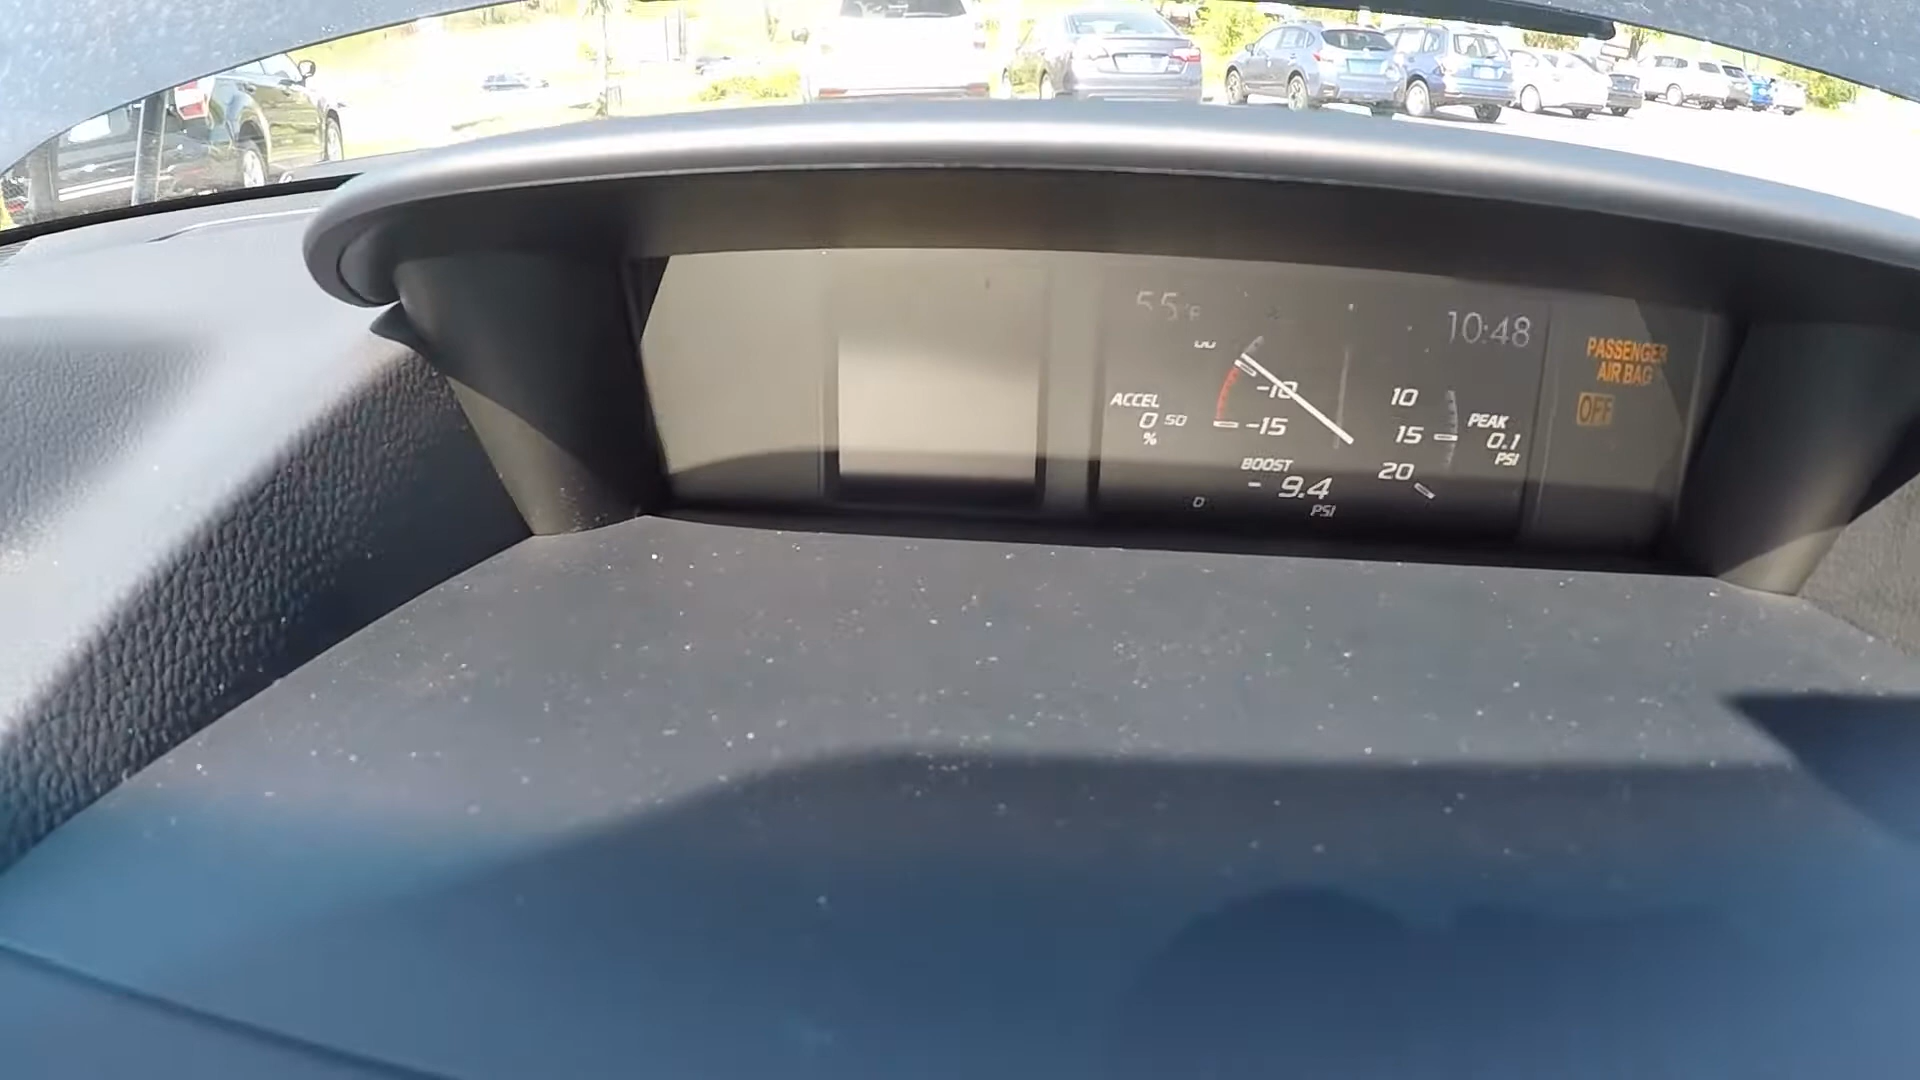 55°F
10:48
PASSENGER
AIR BAG
OFF
-10
10
ACCEL
0 50
%
-15
15
PEAK
0.1
PSI
BOOST
- 9.4
PSI
20
0